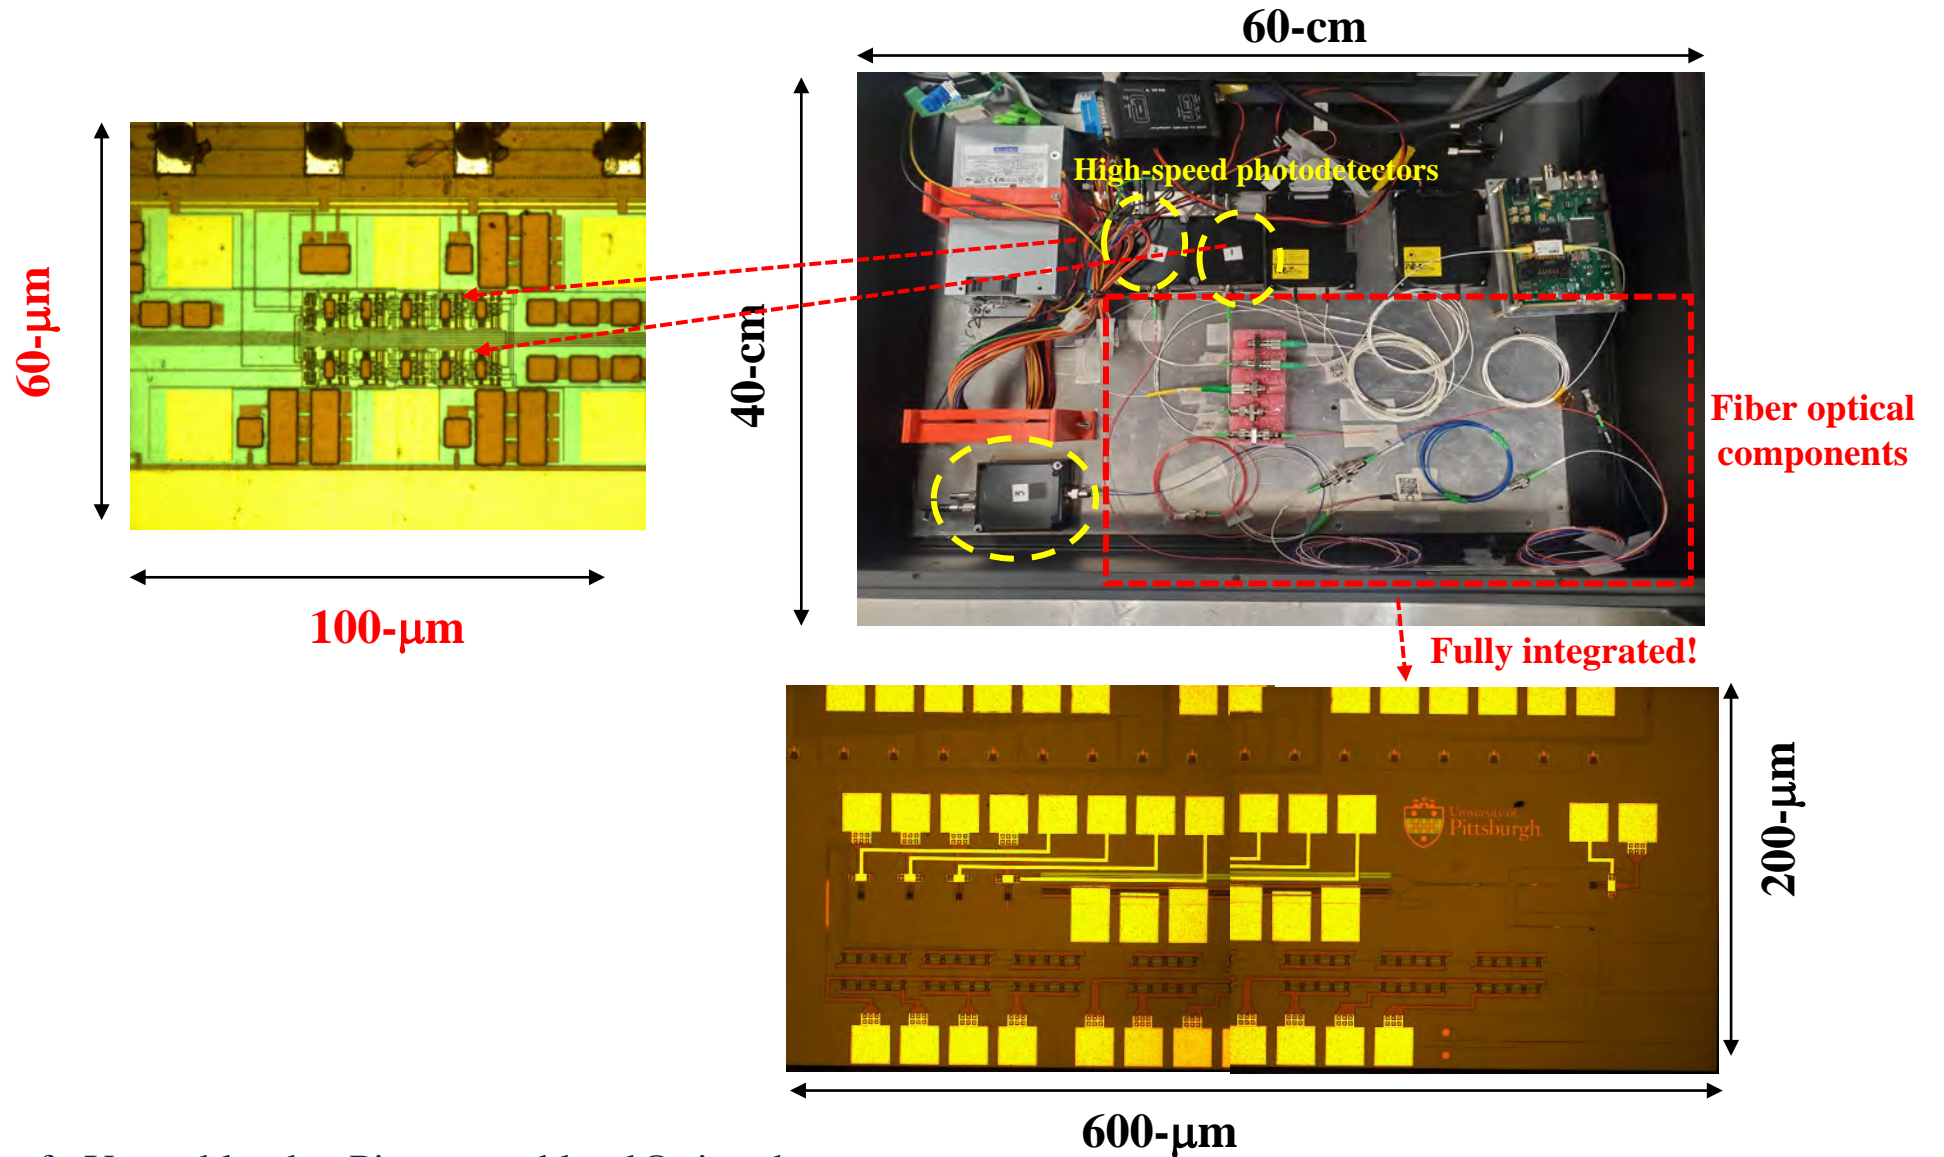 60-cm
High-speed photodetectors
60-μm
40-cm
Fiber optical
components
100-μm
Fully integrated!
University of
Pittsburgh
200-μm
600-μm